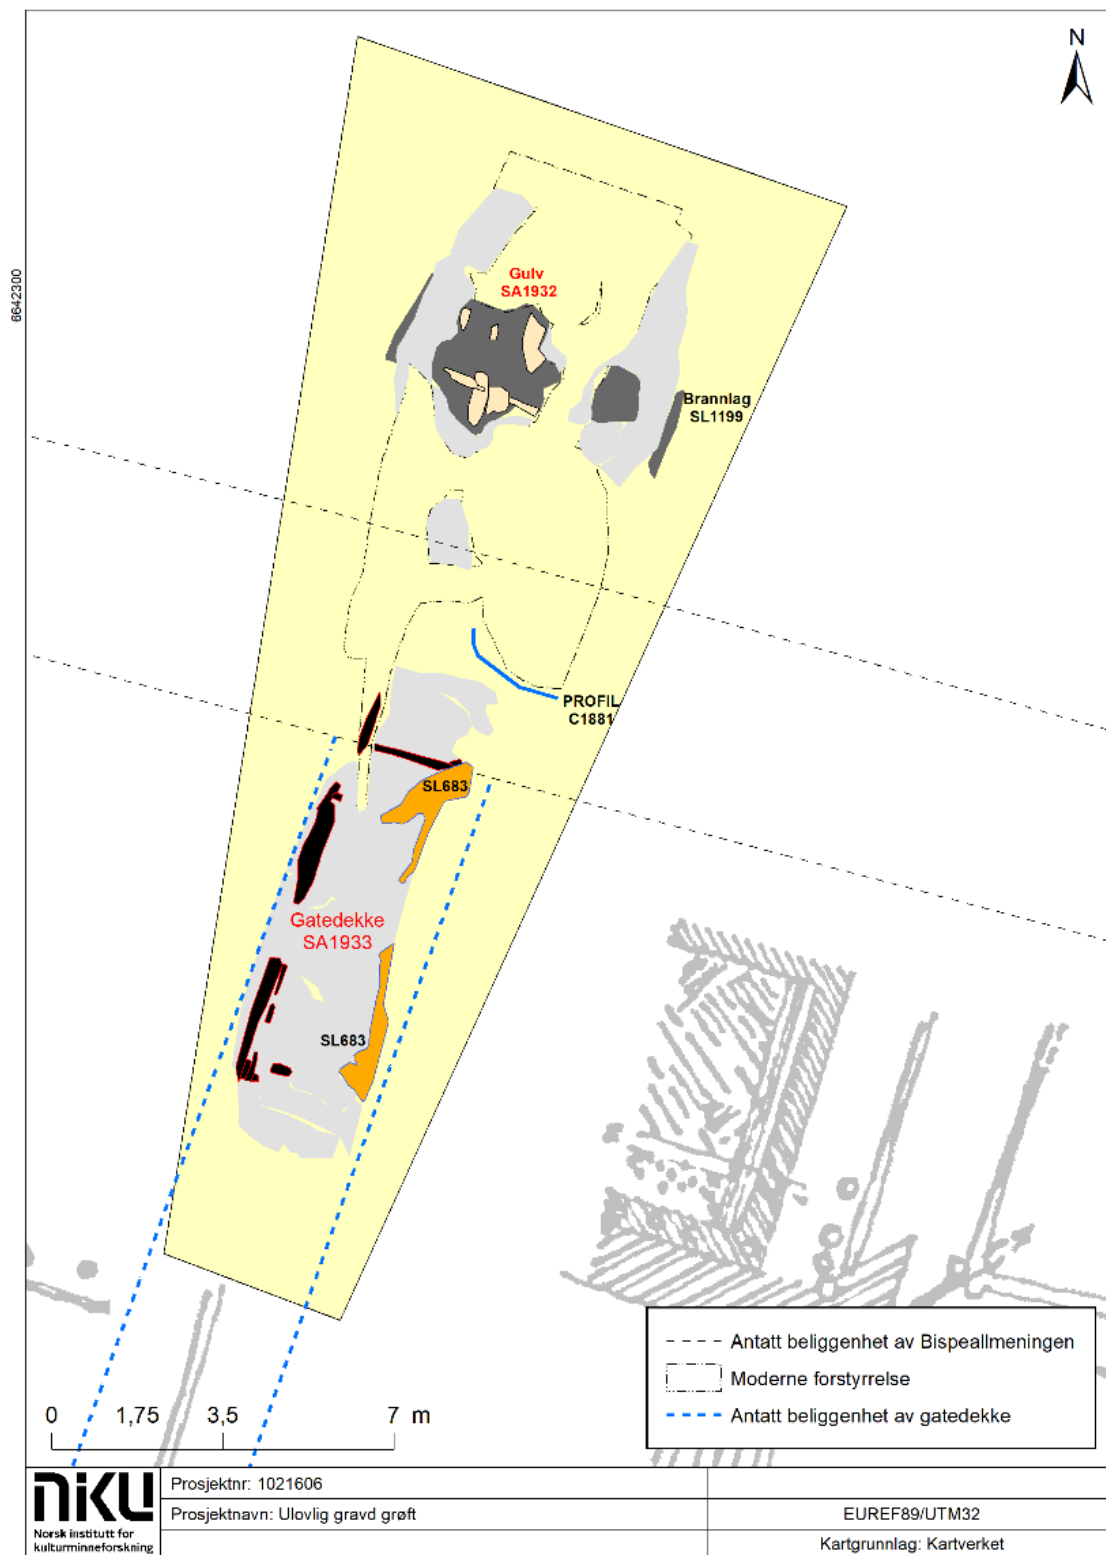 N
6642300
Gulv
SA1932
Brannlag
SL1199
PROFIL
C1881
SL683
Gatedekke
SA1933
SL683
Antatt beliggenhet av Bispeallmeningen
Moderne forstyrrelse
Antatt beliggenhet av gatedekke
0 1,75 3,5 7 m
NIKU
Norsk institutt for
kulturminneforskning
Prosjektnr: 1021606
Prosjektnavn: Ulovlig gravd grøft
EUREF89/UTM32
Kartgrunnlag: Kartverket